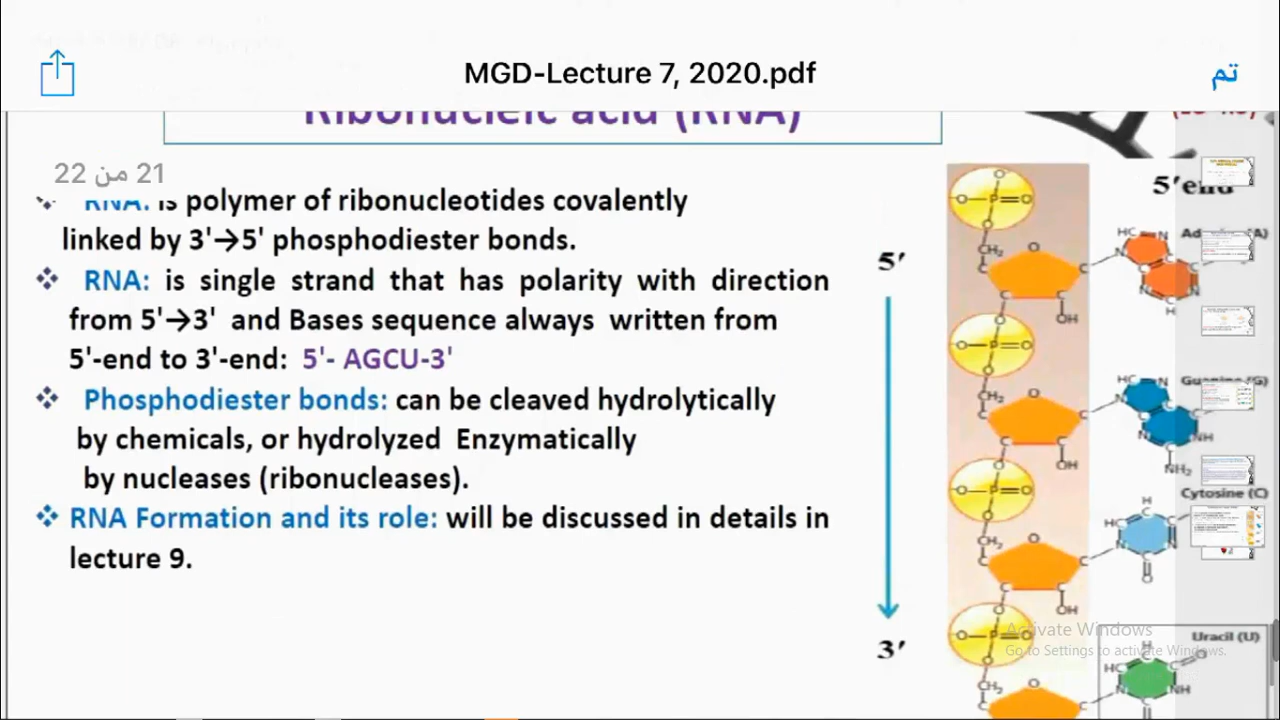 MGD-Lecture 7, 2020.pdf
تم
Ribonucleic acid (RNA)
21 من 22
RNA: is polymer of ribonucleotides covalently
linked by 3'→5' phosphodiester bonds.
❖ RNA: is single strand that has polarity with direction
from 5'→3' and Bases sequence always written from
5'-end to 3'-end: 5'- AGCU-3'
❖ Phosphodiester bonds: can be cleaved hydrolytically
by chemicals, or hydrolyzed Enzymatically
by nucleases (ribonucleases).
❖ RNA Formation and its role: will be discussed in details in
lecture 9.
5'
3'
5'end
Guanine (G)
Cytosine (C)
Uracil (U)
Activate Windows
Go to Settings to activate Windows.